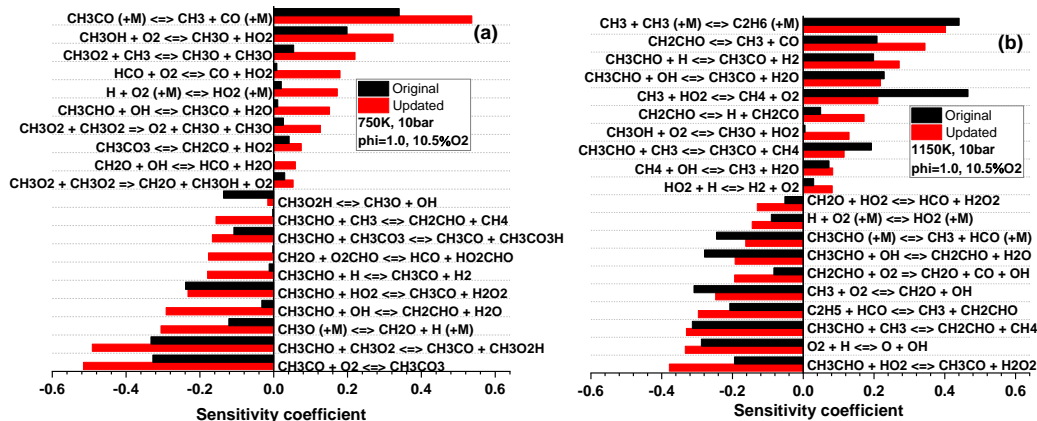 CH3CO (+M) <=> CH3 + CO (+M)
CH3OH + O2 <=> CH3O + HO2
CH3O2 + CH3 <=> CH3O + CH3O
HCO + O2 <=> CO + HO2
H + O2 (+M) <=> HO2 (+M)
CH3CHO + OH <=> CH3CO + H2O
CH3O2 + CH3O2 => O2 + CH3O + CH3O
CH3CO3 <=> CH2CO + HO2
CH2O + OH <=> HCO + H2O
CH3O2 + CH3O2 => CH2O + CH3OH + O2
CH3O2H <=> CH3O + OH
CH3CHO + CH3 <=> CH2CHO + CH4
CH3CHO + CH3CO3 <=> CH3CO + CH3CO3H
CH2O + O2CHO <=> HCO + HO2CHO
CH3CHO + H <=> CH3CO + H2
CH3CHO + HO2 <=> CH3CO + H2O2
CH3CHO + OH <=> CH2CHO + H2O
CH3O (+M) <=> CH2O + H (+M)
CH3CHO + CH3O2 <=> CH3CO + CH3O2H
CH3CO + O2 <=> CH3CO3
(a)
Original
Updated
750K, 10bar
phi=1.0, 10.5%O2
-0.6 -0.4 -0.2 0.0 0.2 0.4 0.6
Sensitivity coefficient
CH3 + CH3 (+M) <=> C2H6 (+M)
CH2CHO <=> CH3 + CO
CH3CHO + H <=> CH3CO + H2
CH3CHO + OH <=> CH3CO + H2O
CH3 + HO2 <=> CH4 + O2
CH2CHO <=> H + CH2CO
CH3OH + O2 <=> CH3O + HO2
CH3CHO + CH3 <=> CH3CO + CH4
CH4 + OH <=> CH3 + H2O
HO2 + H <=> H2 + O2
CH2O + HO2 <=> HCO + H2O2
H + O2 (+M) <=> HO2 (+M)
CH3CHO (+M) <=> CH3 + HCO (+M)
CH3CHO + OH <=> CH2CHO + H2O
CH2CHO + O2 => CH2O + CO + OH
CH3 + O2 <=> CH2O + OH
C2H5 + HCO <=> CH3 + CH2CHO
CH3CHO + CH3 <=> CH2CHO + CH4
O2 + H <=> O + OH
CH3CHO + HO2 <=> CH3CO + H2O2
(b)
Original
Updated
1150K, 10bar
phi=1.0, 10.5%O2
-0.6 -0.4 -0.2 0.0 0.2 0.4 0.6
Sensitivity coefficient